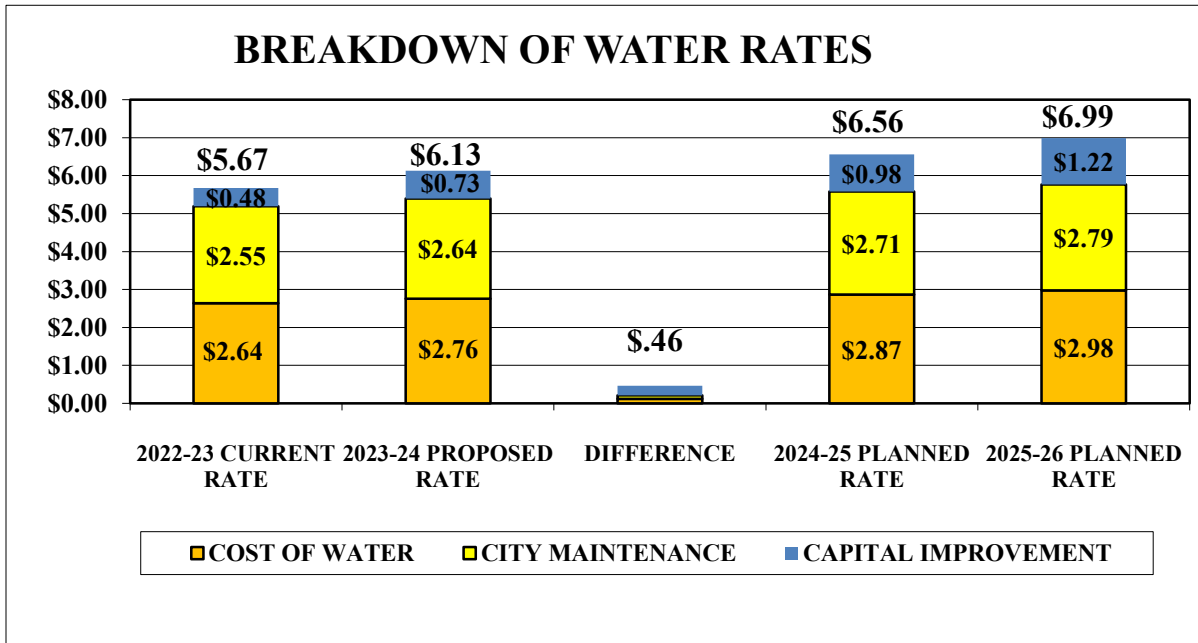 BREAKDOWN OF WATER RATES
$8.00
$7.00
$6.00
$5.00
$4.00
$3.00
$2.00
$1.00
$0.00
$5.67
$0.48
$2.55
$2.64
$6.13
$0.73
$2.64
$2.76
$.46
$6.56
$0.98
$2.71
$2.87
$6.99
$1.22
$2.79
$2.98
2022-23 CURRENT
RATE
2023-24 PROPOSED
RATE
DIFFERENCE
2024-25 PLANNED
RATE
2025-26 PLANNED
RATE
COST OF WATER
CITY MAINTENANCE
CAPITAL IMPROVEMENT